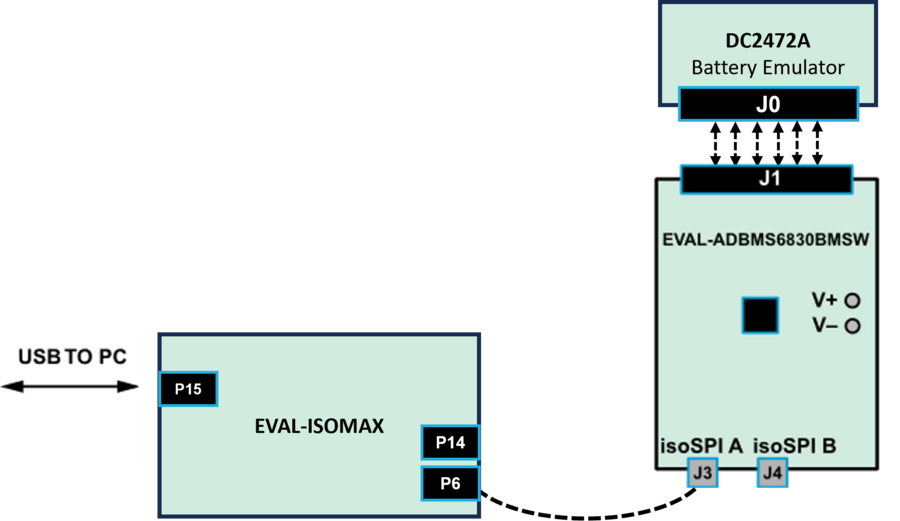 DC2472A
Battery Emulator
J0
J1
EVAL-ADBMS6830BMSW
V+
V–
USB TO PC
P15
EVAL-ISOMAX
P14
P6
isoSPI A isoSPI B
J3 J4